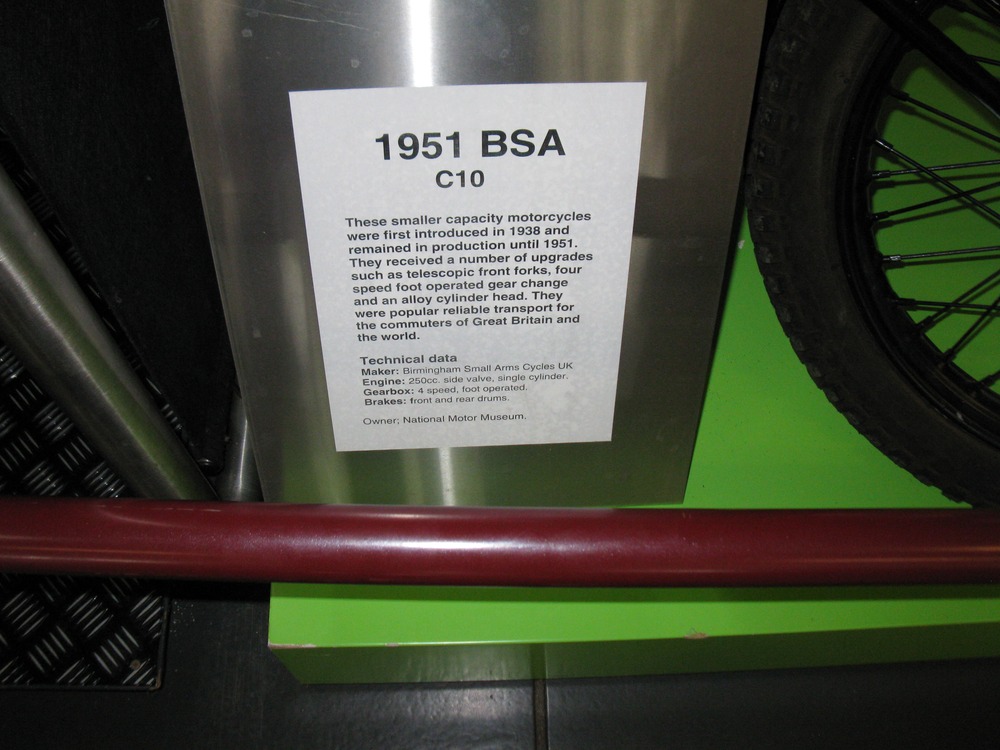 1951 BSA
C10
These smaller capacity motorcycles
were first introduced in 1938 and
remained in production until 1951.
They received a number of upgrades
such as telescopic front forks, four
speed foot operated gear change
and an alloy cylinder head. They
were popular reliable transport for
the commuters of Great Britain and
the world.
Technical data
Maker: Birmingham Small Arms Cycles UK
Engine: 250cc. side valve, single cylinder.
Gearbox: 4 speed, foot operated.
Brakes: front and rear drums.
Owner; National Motor Museum.